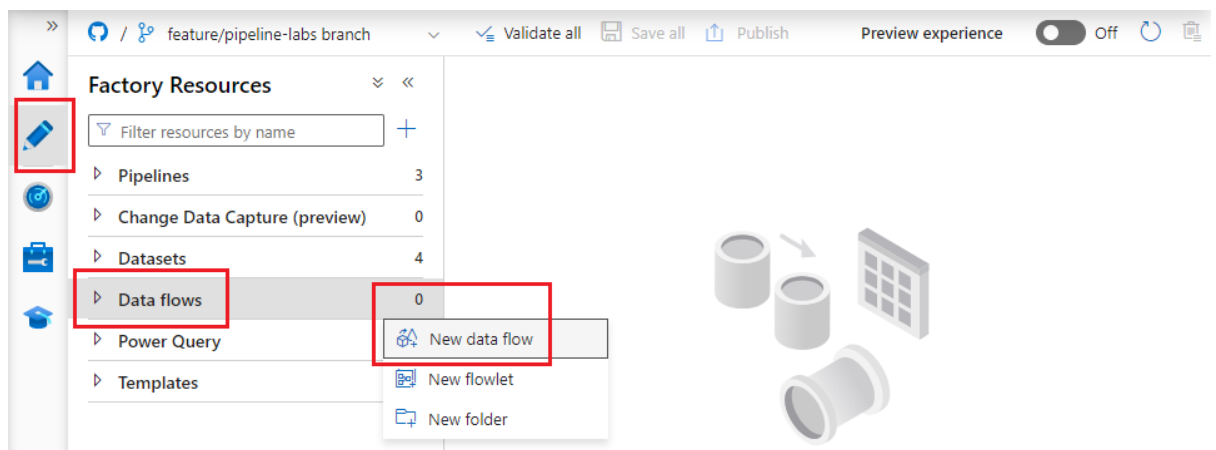 / feature/pipeline-labs branch Validate all Save all Publish Preview experience Off
Factory Resources
Filter resources by name
Pipelines 3
Change Data Capture (preview) 0
Datasets 4
Data flows 0
New data flow
Power Query
New flowlet
Templates
New folder